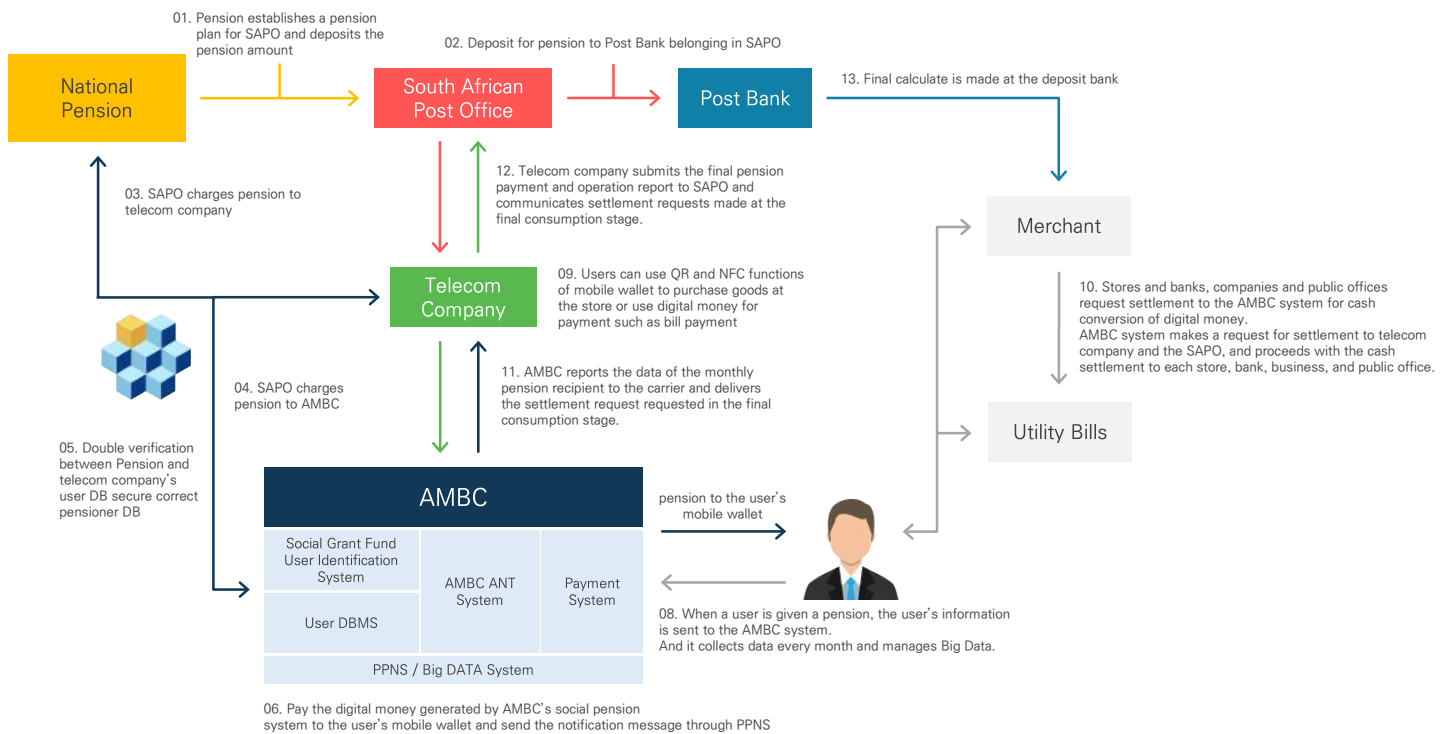 01. Pension establishes a pension
plan for SAPO and deposits the
pension amount
02. Deposit for pension to Post Bank belonging in SAPO
National
Pension
South African
Post Office
Post Bank
13. Final calculate is made at the deposit bank
03. SAPO charges pension to
telecom company
12. Telecom company submits the final pension
payment and operation report to SAPO and
communicates settlement requests made at the
final consumption stage.
Merchant
Telecom
Company
09. Users can use QR and NFC functions
of mobile wallet to purchase goods at
the store or use digital money for
payment such as bill payment
10. Stores and banks, companies and public offices
request settlement to the AMBC system for cash
conversion of digital money.
AMBC system makes a request for settlement to telecom
company and the SAPO, and proceeds with the cash
settlement to each store, bank, business, and public office.
04. SAPO charges
pension to AMBC
11. AMBC reports the data of the monthly
pension recipient to the carrier and delivers
the settlement request requested in the final
consumption stage.
Utility Bills
05. Double verification
between Pension and
telecom company's
user DB secure correct
pensioner DB
AMBC
pension to the user's
mobile wallet
Social Grant Fund
User Identification
System
AMBC ANT
System
Payment
System
User DBMS
PPNS / Big DATA System
08. When a user is given a pension, the user's information
is sent to the AMBC system.
And it collects data every month and manages Big Data.
06. Pay the digital money generated by AMBC's social pension
system to the user's mobile wallet and send the notification message through PPNS